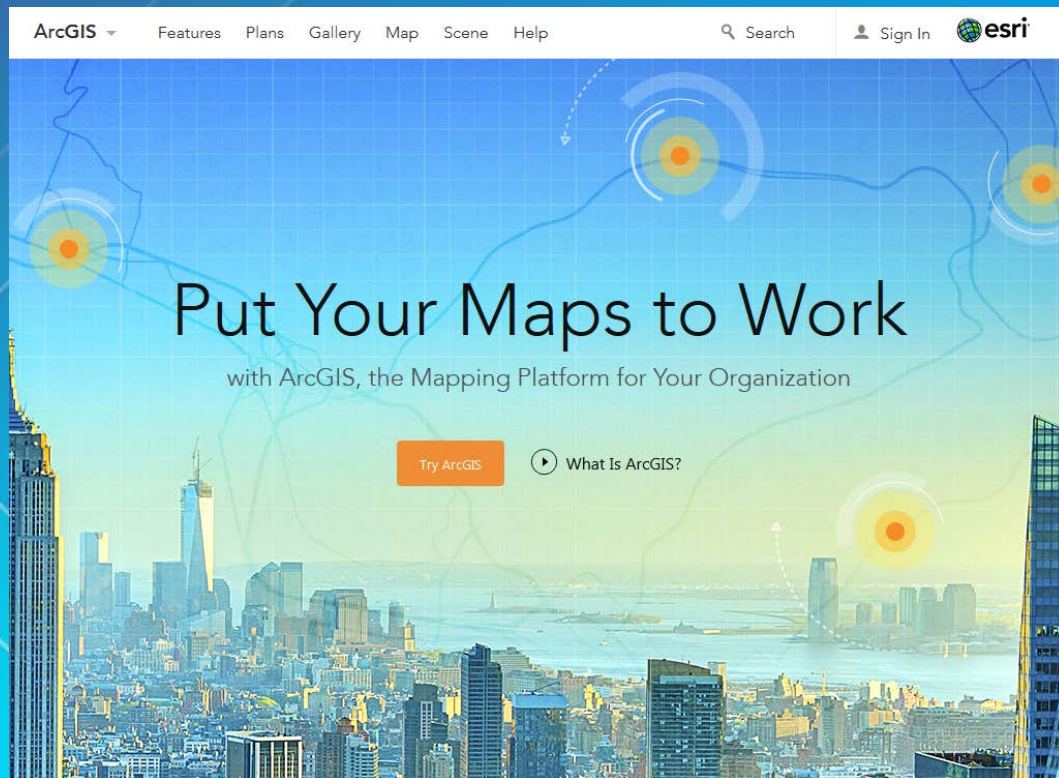 ArcGIS Features Plans Gallery Map Scene Help Search Sign In esri
Put Your Maps to Work
with ArcGIS, the Mapping Platform for Your Organization
Try ArcGIS What Is ArcGIS?